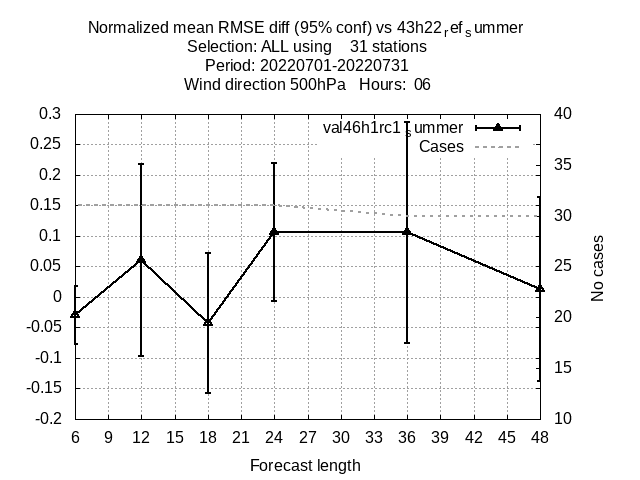 Normalized mean RMSE diff (95% conf) vs 43h22ref summer
Selection: ALL using 31 stations
Period: 20220701-20220731
Wind direction 500hPa Hours: 06
val46h1rc1summer
Cases
0.3
0.25
0.2
0.15
0.1
0.05
0
-0.05
-0.1
-0.15
-0.2
40
35
30
25
20
15
10
No cases
6 9 12 15 18 21 24 27 30 33 36 39 42 45 48
Forecast length